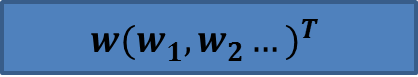 w(w₁, w₂ …)ᵀ